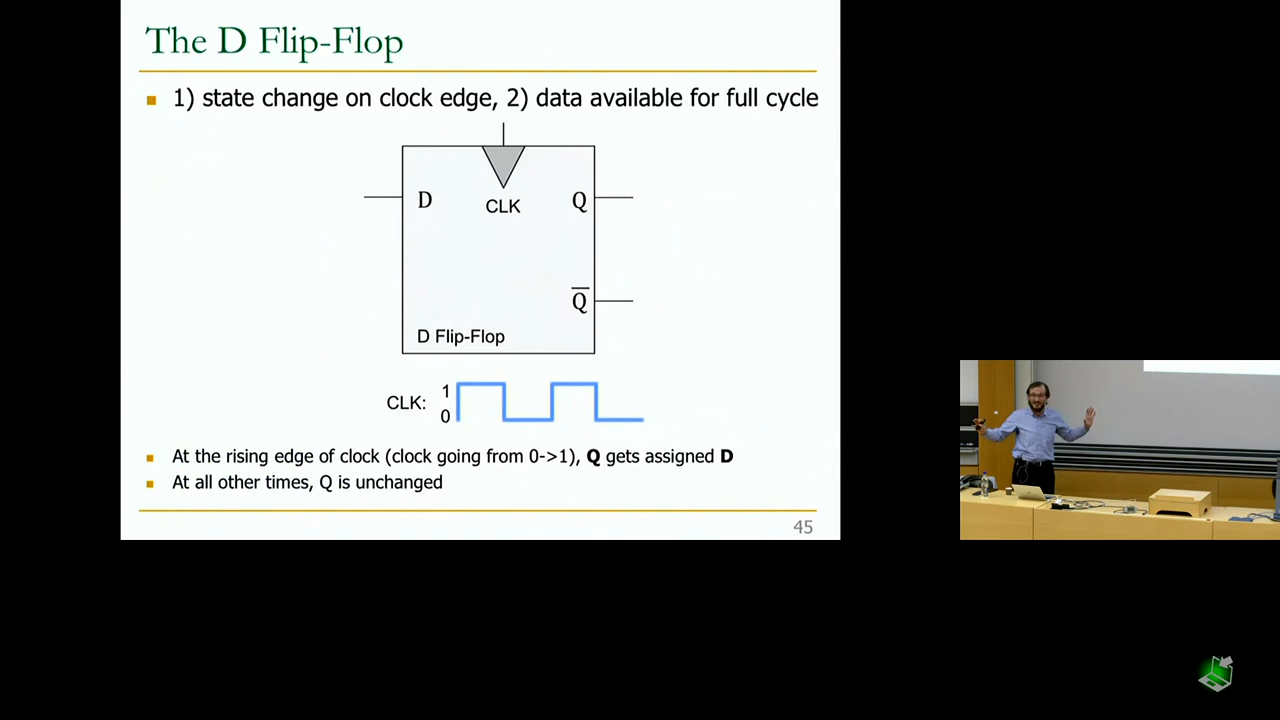 The D Flip-Flop
1) state change on clock edge, 2) data available for full cycle
D
CLK
Q
Q̅
D Flip-Flop
CLK:
1
0
At the rising edge of clock (clock going from 0->1), Q gets assigned D
At all other times, Q is unchanged
45